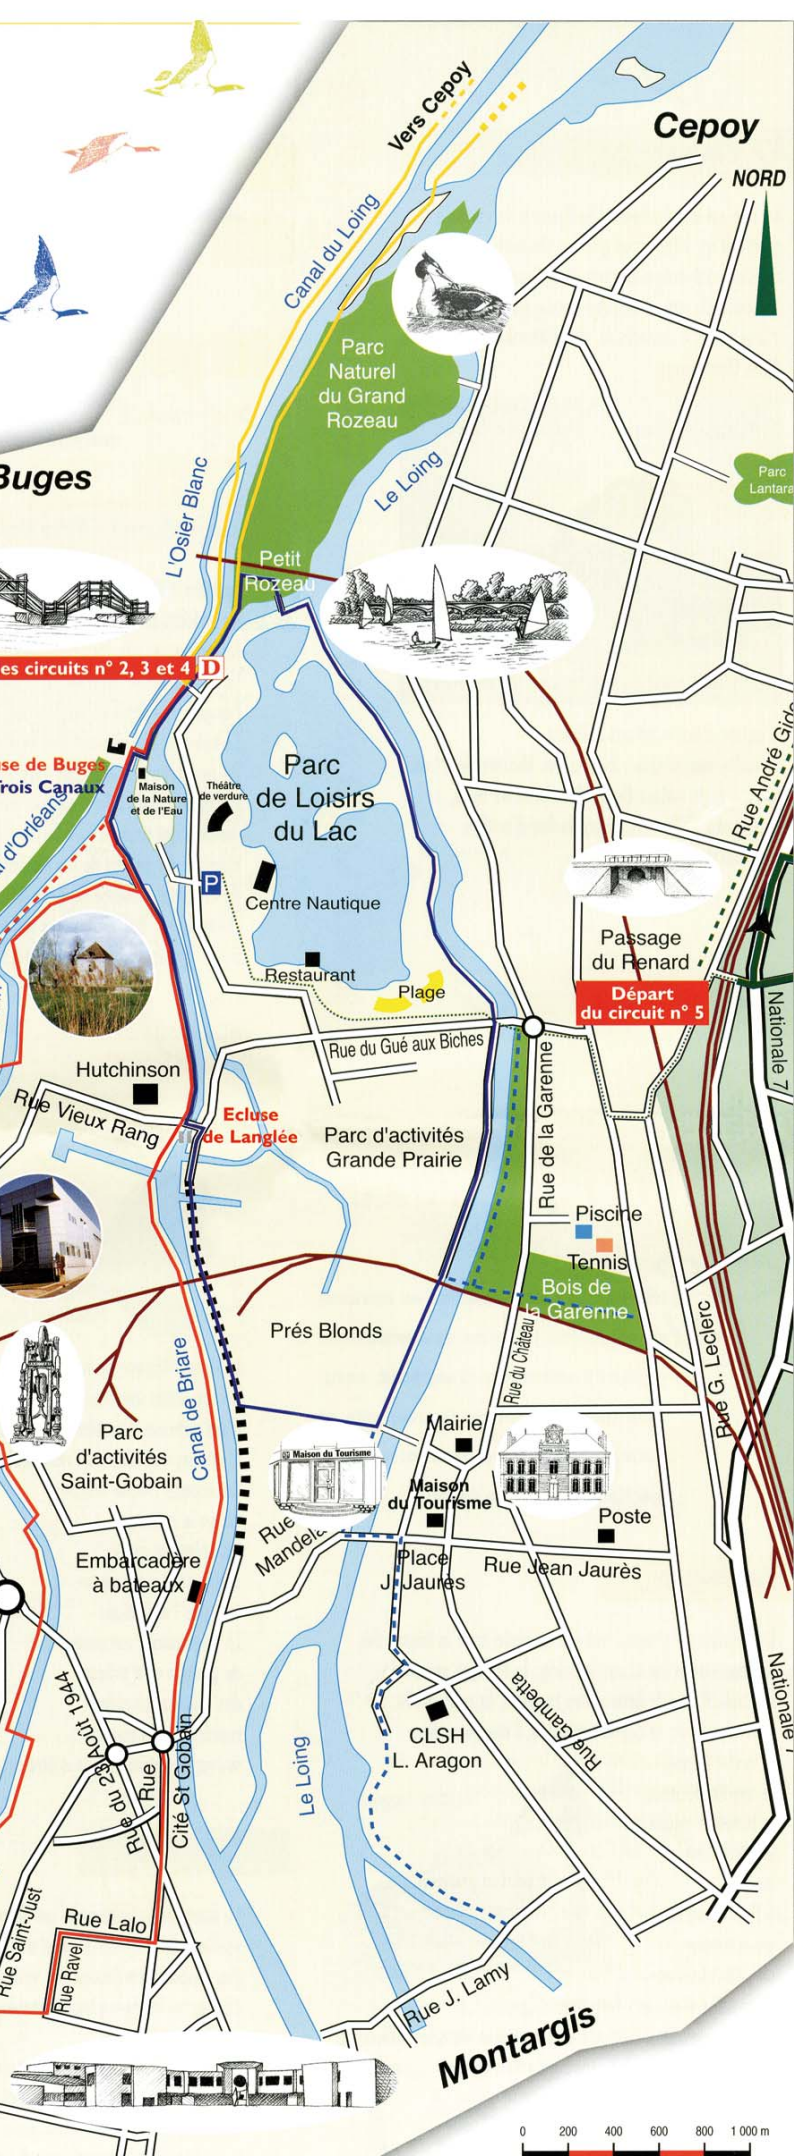 Vers Cepoy
Cepoy
NORD
Canal du Loing
Parc
Naturel
du Grand
Rozeau
Le Loing
Parc
L'Osier Blanc
Buges
Petit
Rozeau
es circuits n° 2, 3 et 4 D
Rue André Gide
Parc
de Loisirs
du Lac
Maison
de la Nature
et de l'Eau
Théâtre
de verdure
se de Buges
rois Canaux
d'Orléans
P
Centre Nautique
Restaurant
Plage
Passage
du Renard
Départ
du circuit n° 5
Nationale 7
Rue du Gué aux Biches
Rue de la Garenne
Hutchinson
Rue Vieux Rang
Ecluse
de Langlée
Parc d'activités
Grande Prairie
Piscine
Tennis
Bois de
la Garenne
Prés Blonds
Rue du Château
Rue G. Leclerc
Canal de Briare
Parc
d'activités
Saint-Gobain
Mairie
Maison du Tourisme
Maison
du Tourisme
Poste
Rue
Place
J. Jaurès
Rue Jean Jaurès
Embarcadère
à bateaux
Rue Gambetta
Nationale 7
CLSH
L. Aragon
Le Loing
Rue du 23 Août 1944
Rue
Cité St Gobain
Rue Saint-Just
Rue Lalo
Rue Ravel
Rue J. Lamy
Montargis
0 200 400 600 800 1 000 m